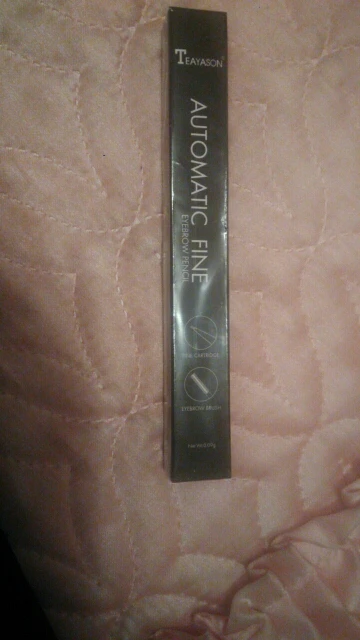 TEAYASON
AUTOMATIC FINE
EYEBROW PENCIL
EYEBROW BRUSH